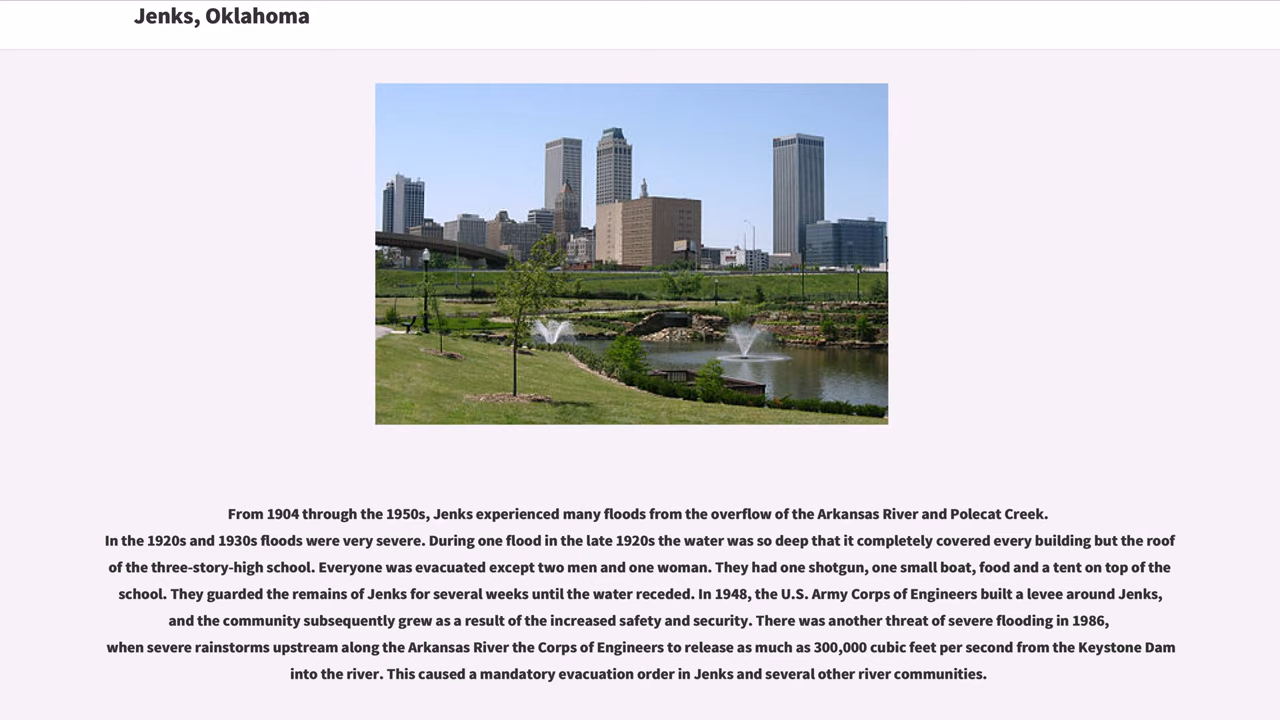 Jenks, Oklahoma
From 1904 through the 1950s, Jenks experienced many floods from the overflow of the Arkansas River and Polecat Creek.
In the 1920s and 1930s floods were very severe. During one flood in the late 1920s the water was so deep that it completely covered every building but the roof
of the three-story-high school. Everyone was evacuated except two men and one woman. They had one shotgun, one small boat, food and a tent on top of the
school. They guarded the remains of Jenks for several weeks until the water receded. In 1948, the U.S. Army Corps of Engineers built a levee around Jenks,
and the community subsequently grew as a result of the increased safety and security. There was another threat of severe flooding in 1986,
when severe rainstorms upstream along the Arkansas River the Corps of Engineers to release as much as 300,000 cubic feet per second from the Keystone Dam
into the river. This caused a mandatory evacuation order in Jenks and several other river communities.